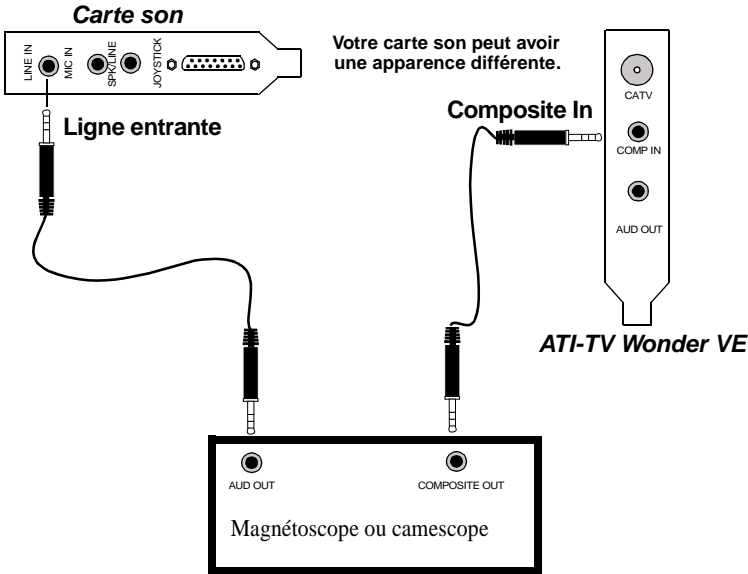 Carte son
LINE IN
MIC IN
SPK/LINE
JOYSTICK
Votre carte son peut avoir
une apparence différente.
Ligne entrante
Composite In
CATV
COMP IN
AUD OUT
ATI-TV Wonder VE
AUD OUT
COMPOSITE OUT
Magnétoscope ou camescope